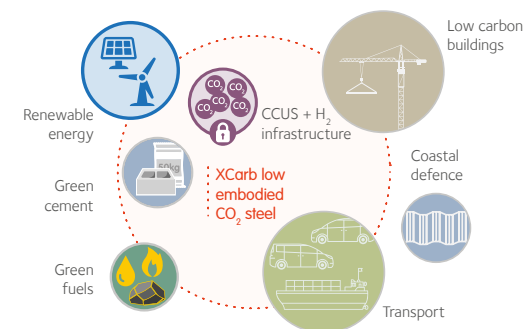 Low carbon
buildings
Renewable
energy
CO₂
CO₂
CO₂
CO₂
CO₂
CCUS + H₂
infrastructure
50kg
Green
cement
XCarb low
embodied
CO₂ steel
Coastal
defence
Green
fuels
Transport